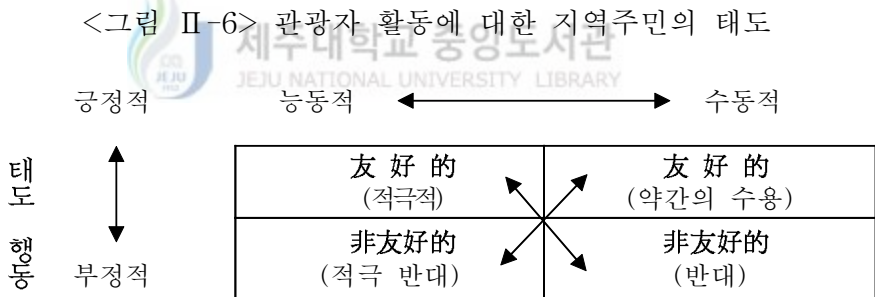 <그림 Ⅱ-6> 관광자 활동에 대한 지역주민의 태도
제주대학교 중앙도서관
JEJU NATIONAL UNIVERSITY LIBRARY
JEJU
긍정적 능동적 수동적
태도 행동
友 好 的 友 好 的
(적극적) (약간의 수용)
非友好的 非友好的
부정적 (적극 반대) (반대)